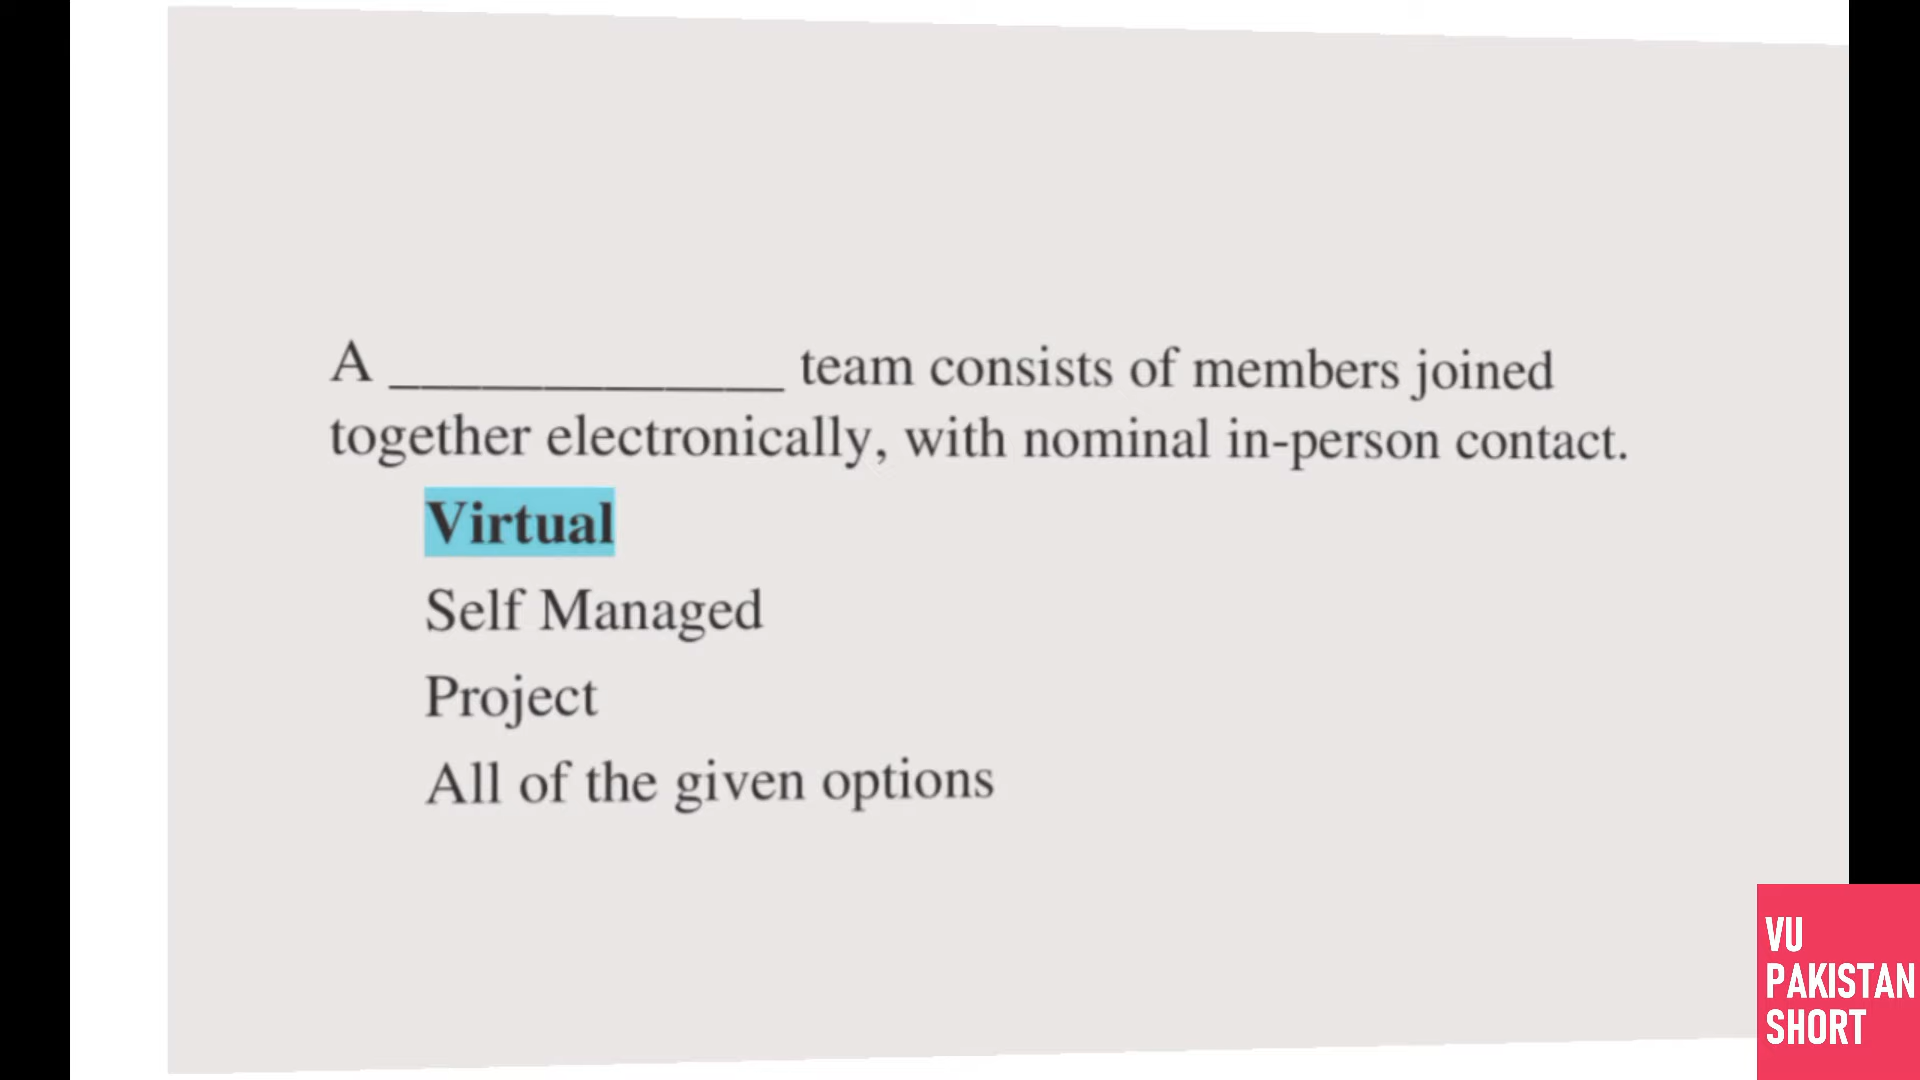 A _____________ team consists of members joined
together electronically, with nominal in-person contact.
Virtual
Self Managed
Project
All of the given options
VU
PAKISTAN
SHORT